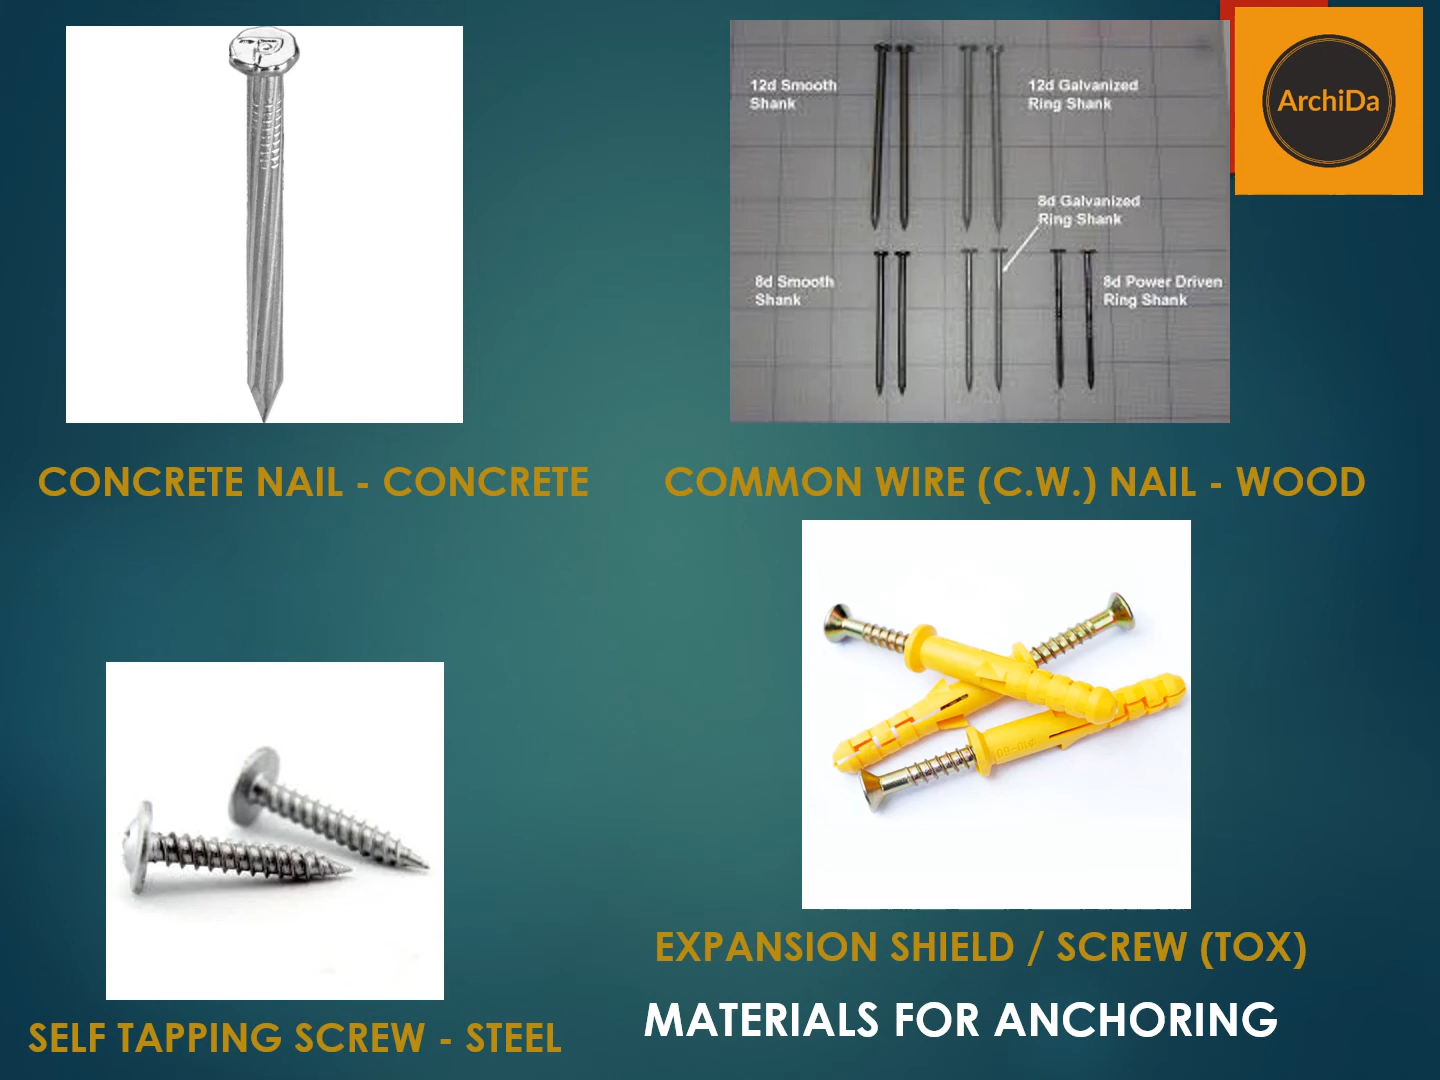 12d Smooth
Shank
12d Galvanized
Ring Shank
8d Galvanized
Ring Shank
8d Smooth
Shank
8d Power Driven
Ring Shank
ArchiDa
CONCRETE NAIL - CONCRETE
COMMON WIRE (C.W.) NAIL - WOOD
EXPANSION SHIELD / SCREW (TOX)
SELF TAPPING SCREW - STEEL
MATERIALS FOR ANCHORING